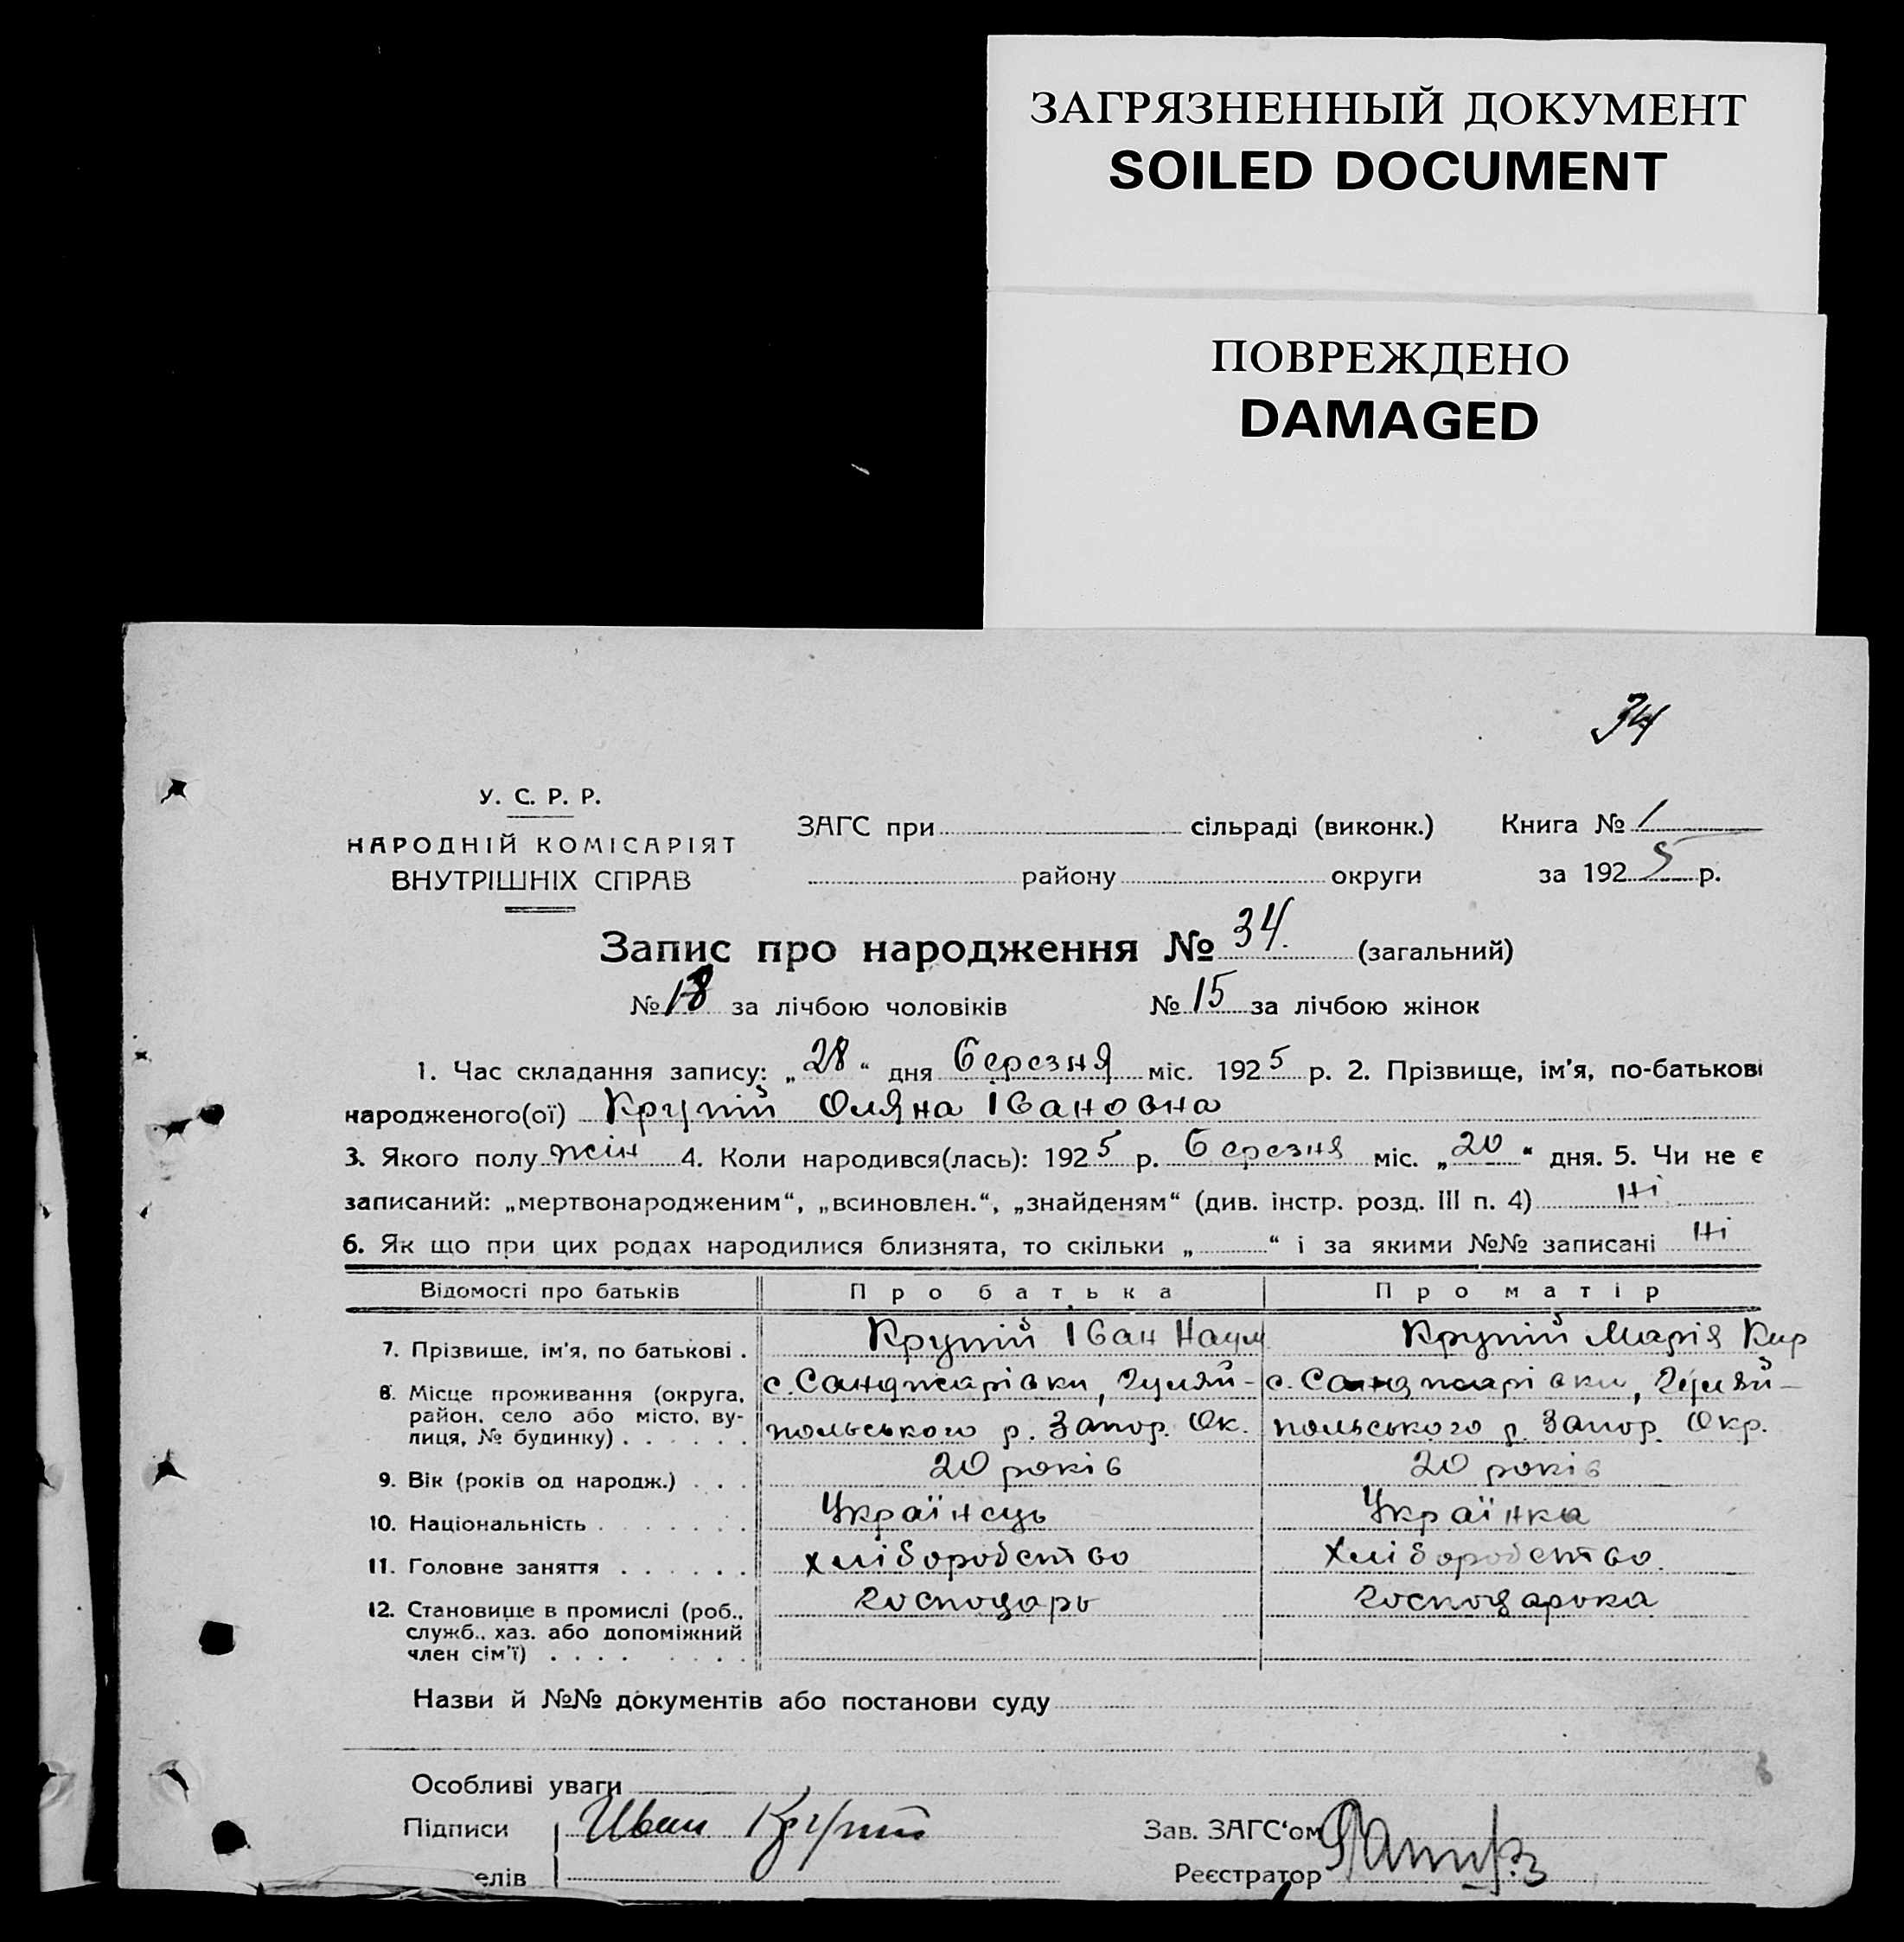 ЗАГРЯЗНЕННЫЙ ДОКУМЕНТ
SOILED DOCUMENT
ПОВРЕЖДЕНО
DAMAGED
34
У. С. Р. Р.
НАРОДНІЙ КОМІСАРІЯТ
ВНУТРІШНІХ СПРАВ
ЗАГС при сільраді (виконк.) Книга № 1
району округи за 1925 р.
Запис про народження № 34. (загальний)
№ 18 за лічбою чоловіків № 15 за лічбою жінок
1. Час складання запису: „28“ дня березня міс. 1925 р. 2. Прізвище, ім'я, по-батькові
народженого(ої) Крупій Оляна Івановна
3. Якого полу жін 4. Коли народився(лась): 1925 р. березня міс. „20“ дня. 5. Чи не є
записаний: „мертвонародженим“, „всиновлен.“, „знайденям“ (див. інстр. розд. III п. 4) Ні
6. Як що при цих родах народилися близнята, то скільки „ “ і за якими №№ записані Ні
Відомості про батьків Про батька Про матір
7. Прізвище, ім'я, по батькові . Крупій Іван Наум Крупій Марія Кир
8. Місце проживання (округа, район, село або місто, вулиця, № будинку) . . . . . . с. Санджарівки, Гуляй- с. Санджарівки, Гуляй-
польського р. Запор. Ок. польського р. Запор. Окр.
9. Вік (років од народж.) . . . 20 років 20 років
10. Національність . . . . . . . Українець Українка
11. Головне заняття . . . . . . хліборобство хліборобство.
12. Становище в промислі (роб., господарь господарка
служб., хаз. або допоміжний
член сім'ї) . . . . . . . .
Назви й №№ документів або постанови суду
Особливі уваги
Підписи Иван Крупий Зав. ЗАГС‘ом
елів Реєстратор